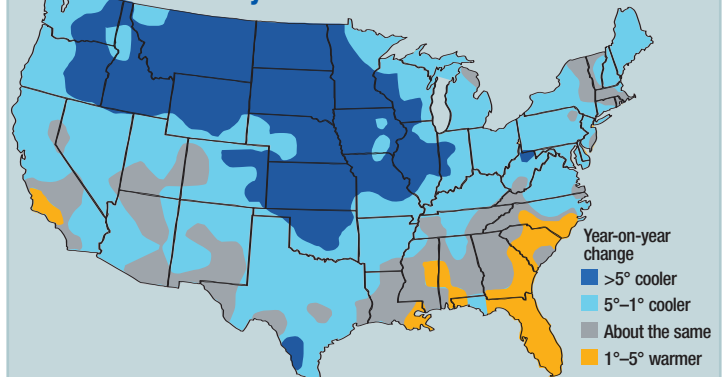 Year-on-year
change
>5° cooler
5°–1° cooler
About the same
1°–5° warmer